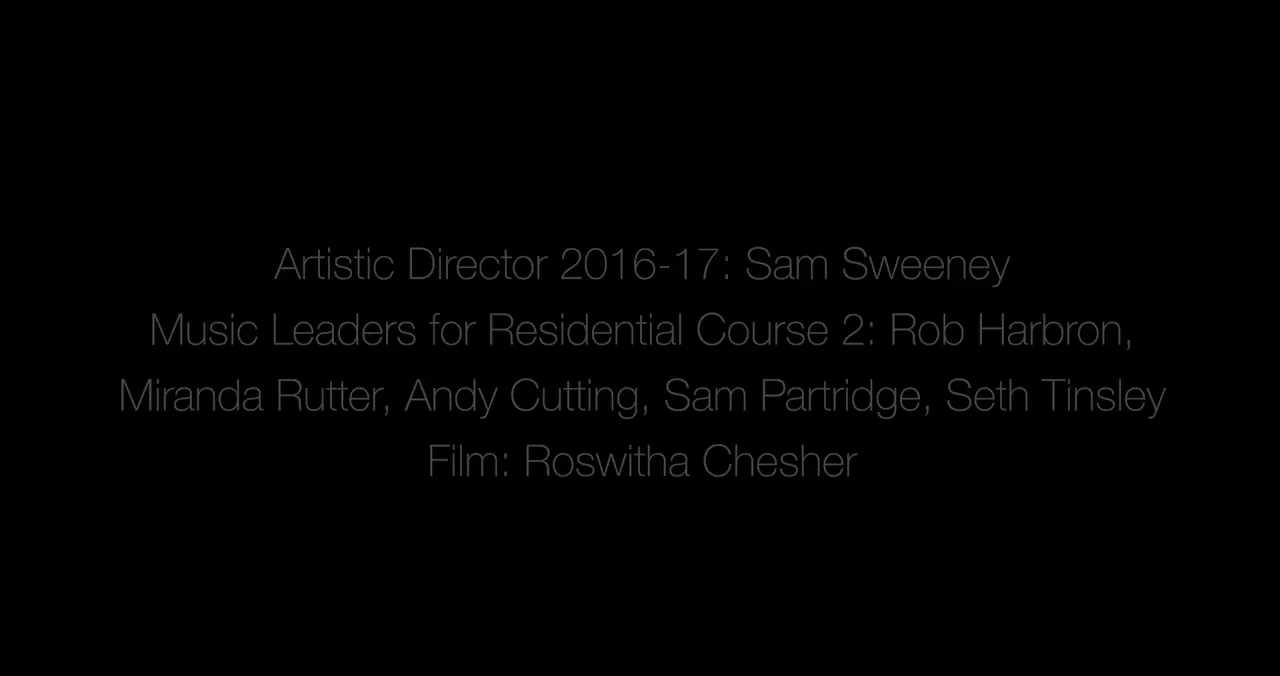 Artistic Director 2016-17: Sam Sweeney
Music Leaders for Residential Course 2: Rob Harbron,
Miranda Rutter, Andy Cutting, Sam Partridge, Seth Tinsley
Film: Roswitha Chesher